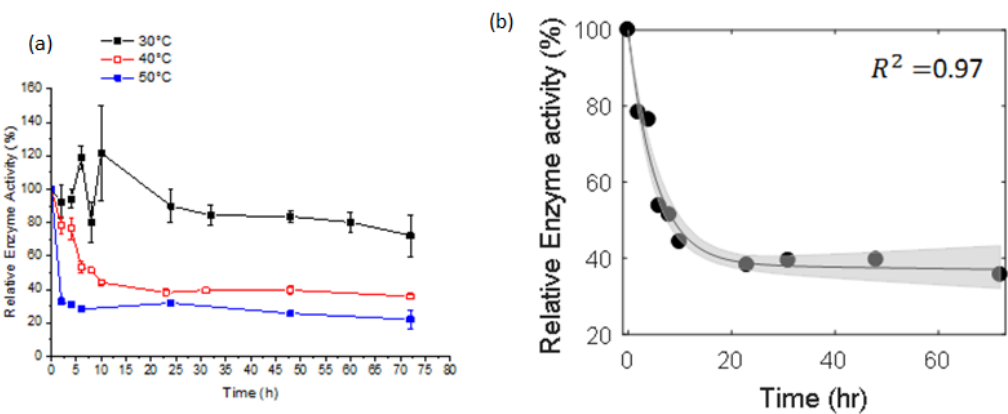 (a)
30°C
40°C
50°C
Relative Enzyme Activity (%)
160
140
120
100
80
60
40
20
0
0 5 10 15 20 25 30 35 40 45 50 55 60 65 70 75 80
Time (h)
(b)
Relative Enzyme activity (%)
100
80
60
40
20
R² =0.97
0 20 40 60
Time (hr)